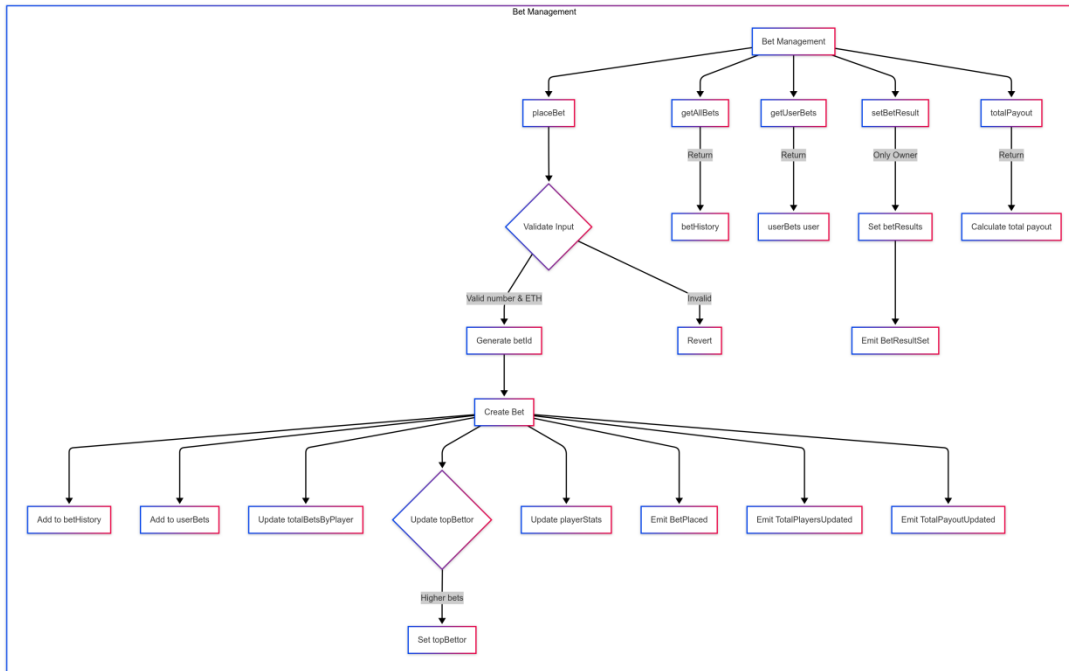 Bet Management
Bet Management
placeBet
getAllBets
getUserBets
setBetResult
totalPayout
Return
Return
Only Owner
Return
Validate Input
betHistory
userBets user
Set betResults
Calculate total payout
Valid number & ETH
Invalid
Generate betId
Revert
Emit BetResultSet
Create Bet
Add to betHistory
Add to userBets
Update totalBetsByPlayer
Update topBettor
Update playerStats
Emit BetPlaced
Emit TotalPlayersUpdated
Emit TotalPayoutUpdated
Higher bets
Set topBettor